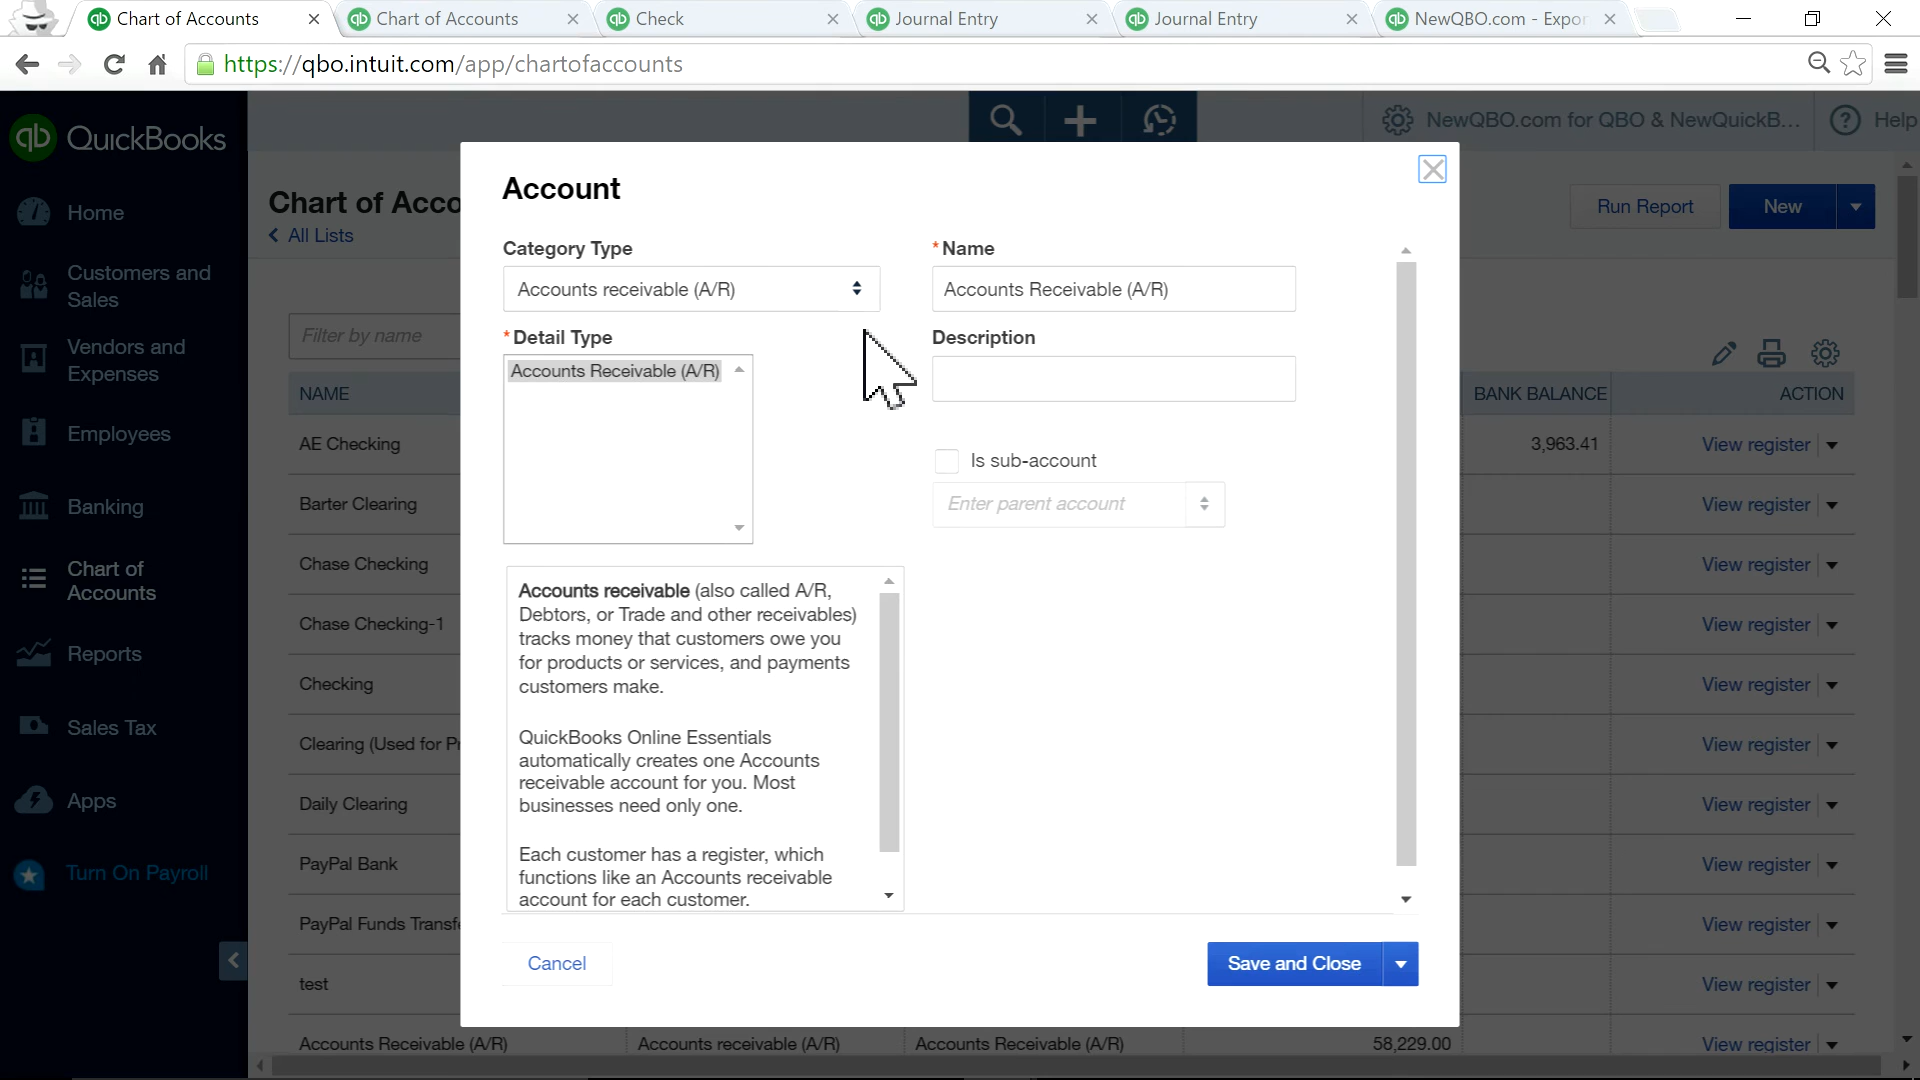 Chart of Accounts
Chart of Accounts
Check
Journal Entry
Journal Entry
NewQBO.com - Expor
https://qbo.intuit.com/app/chartofaccounts
qb QuickBooks
NewQBO.com for QBO & NewQuickB...
Help
Home
Customers and
Sales
Vendors and
Expenses
Employees
Banking
Chart of
Accounts
Reports
Sales Tax
Apps
Turn On Payroll
Chart of Acco
All Lists
Run Report
New
Filter by name
NAME
BANK BALANCE
ACTION
AE Checking
3,963.41
View register
Barter Clearing
View register
Chase Checking
View register
Chase Checking-1
View register
Checking
View register
Clearing (Used for P
View register
Daily Clearing
View register
PayPal Bank
View register
PayPal Funds Transf
View register
test
View register
Accounts Receivable (A/R)
Accounts receivable (A/R)
Accounts Receivable (A/R)
58,229.00
View register
Account
Category Type
Accounts receivable (A/R)
* Detail Type
Accounts Receivable (A/R)
* Name
Accounts Receivable (A/R)
Description
Is sub-account
Enter parent account
Accounts receivable (also called A/R,
Debtors, or Trade and other receivables)
tracks money that customers owe you
for products or services, and payments
customers make.
QuickBooks Online Essentials
automatically creates one Accounts
receivable account for you. Most
businesses need only one.
Each customer has a register, which
functions like an Accounts receivable
account for each customer.
Cancel
Save and Close